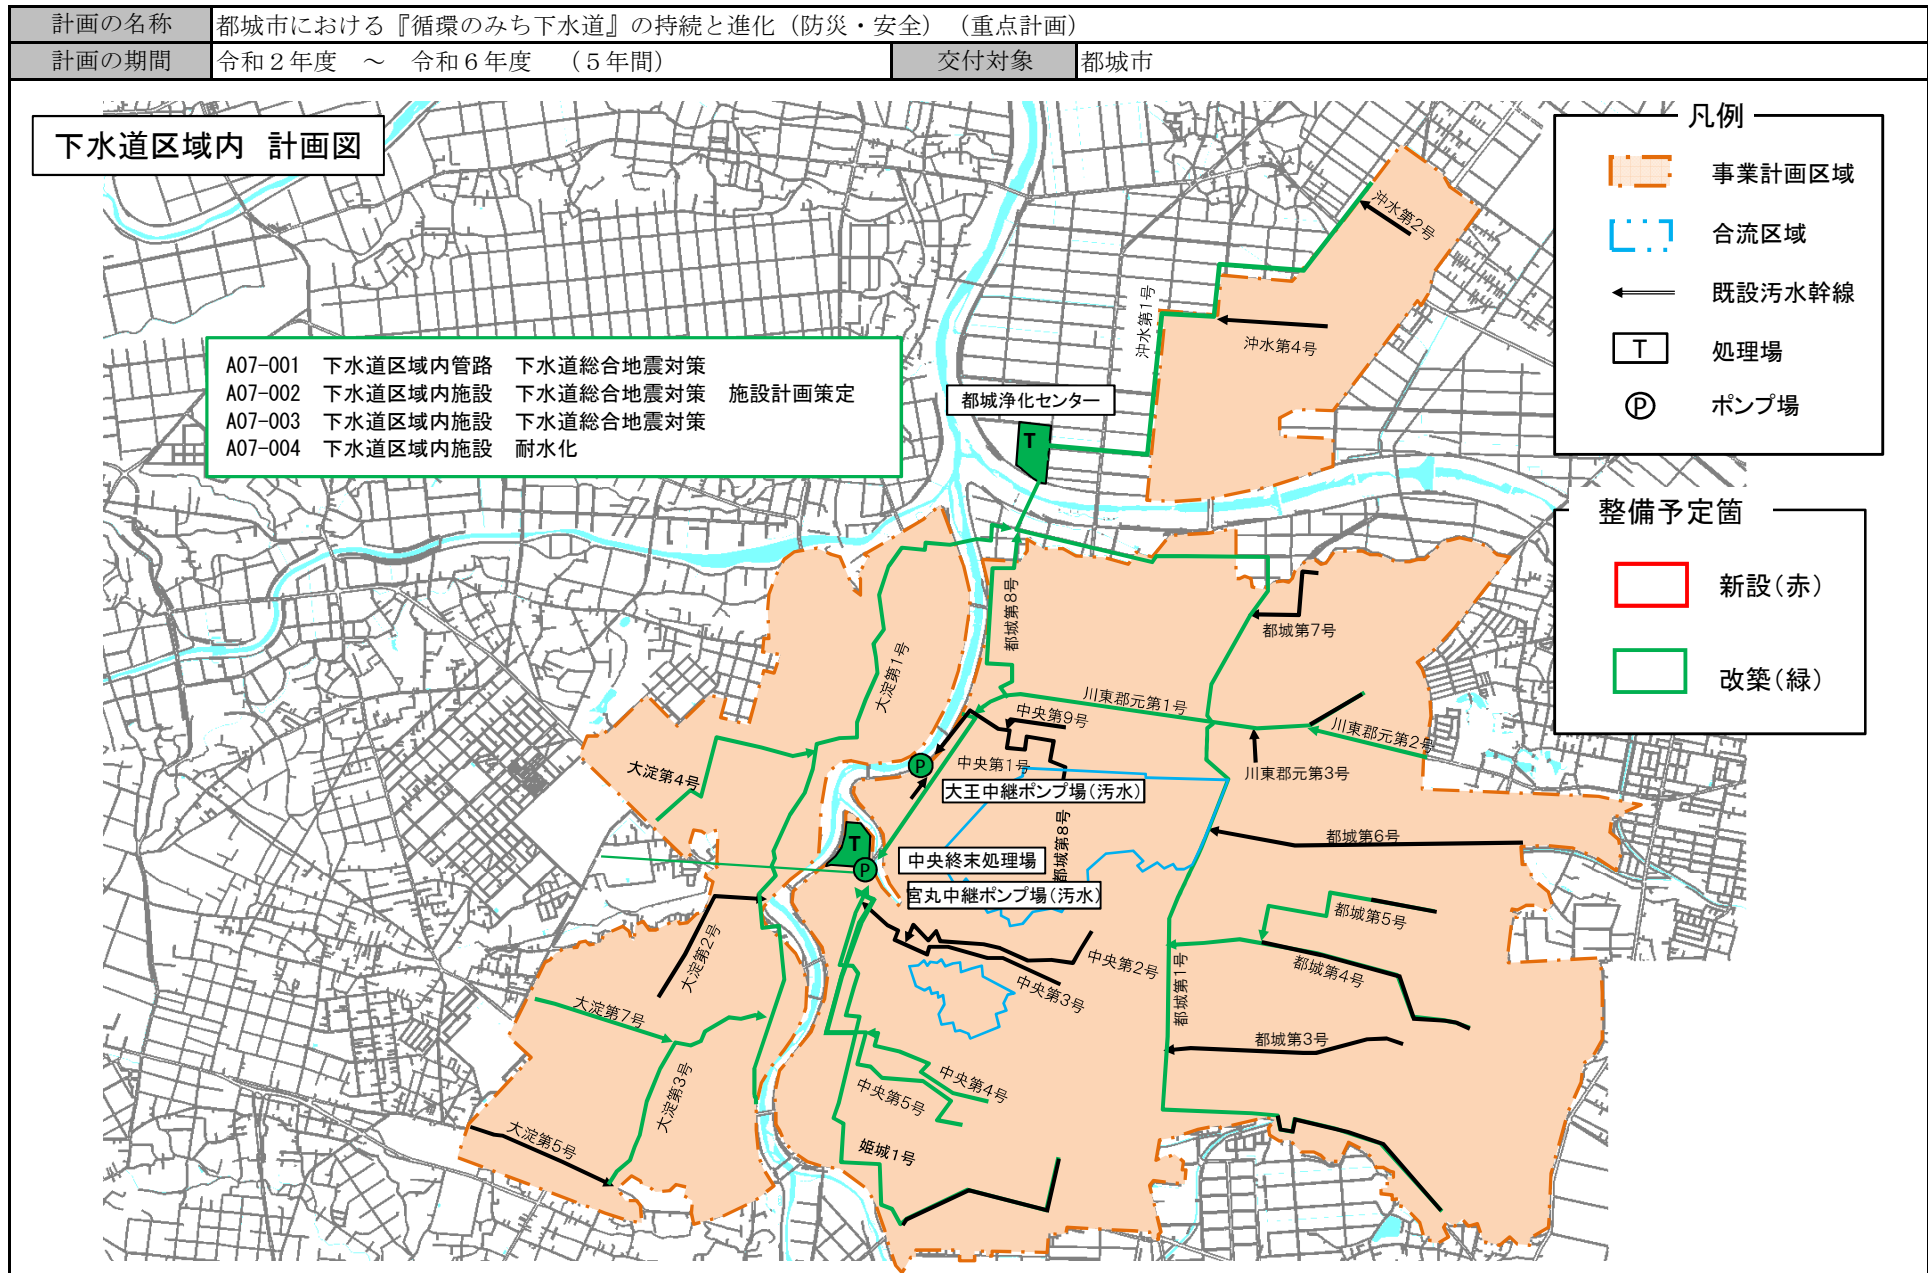 計画の名称 都城市における『循環のみち下水道』の持続と進化（防災・安全）（重点計画）
計画の期間 令和２年度 ～ 令和６年度 （５年間） 交付対象 都城市
下水道区域内 計画図
凡例
事業計画区域
合流区域
既設汚水幹線
T 処理場
P ポンプ場
整備予定箇
新設(赤)
改築(緑)
A07-001 下水道区域内管路 下水道総合地震対策
A07-002 下水道区域内施設 下水道総合地震対策 施設計画策定
A07-003 下水道区域内施設 下水道総合地震対策
A07-004 下水道区域内施設 耐水化
沖水第2号
沖水第1号
沖水第4号
都城浄化センター
T
都城第8号
都城第7号
大淀第1号
川東郡元第1号
中央第9号
川東郡元第2号
大淀第4号
中央第1号
川東郡元第3号
P
大王中継ポンプ場(汚水)
都城第8号
都城第6号
T
中央終末処理場
P
宮丸中継ポンプ場(汚水)
都城第5号
大淀第2号
中央第2号
都城第4号
中央第3号
都城第1号
大淀第7号
都城第3号
大淀第3号
中央第4号
中央第5号
大淀第5号
姫城1号